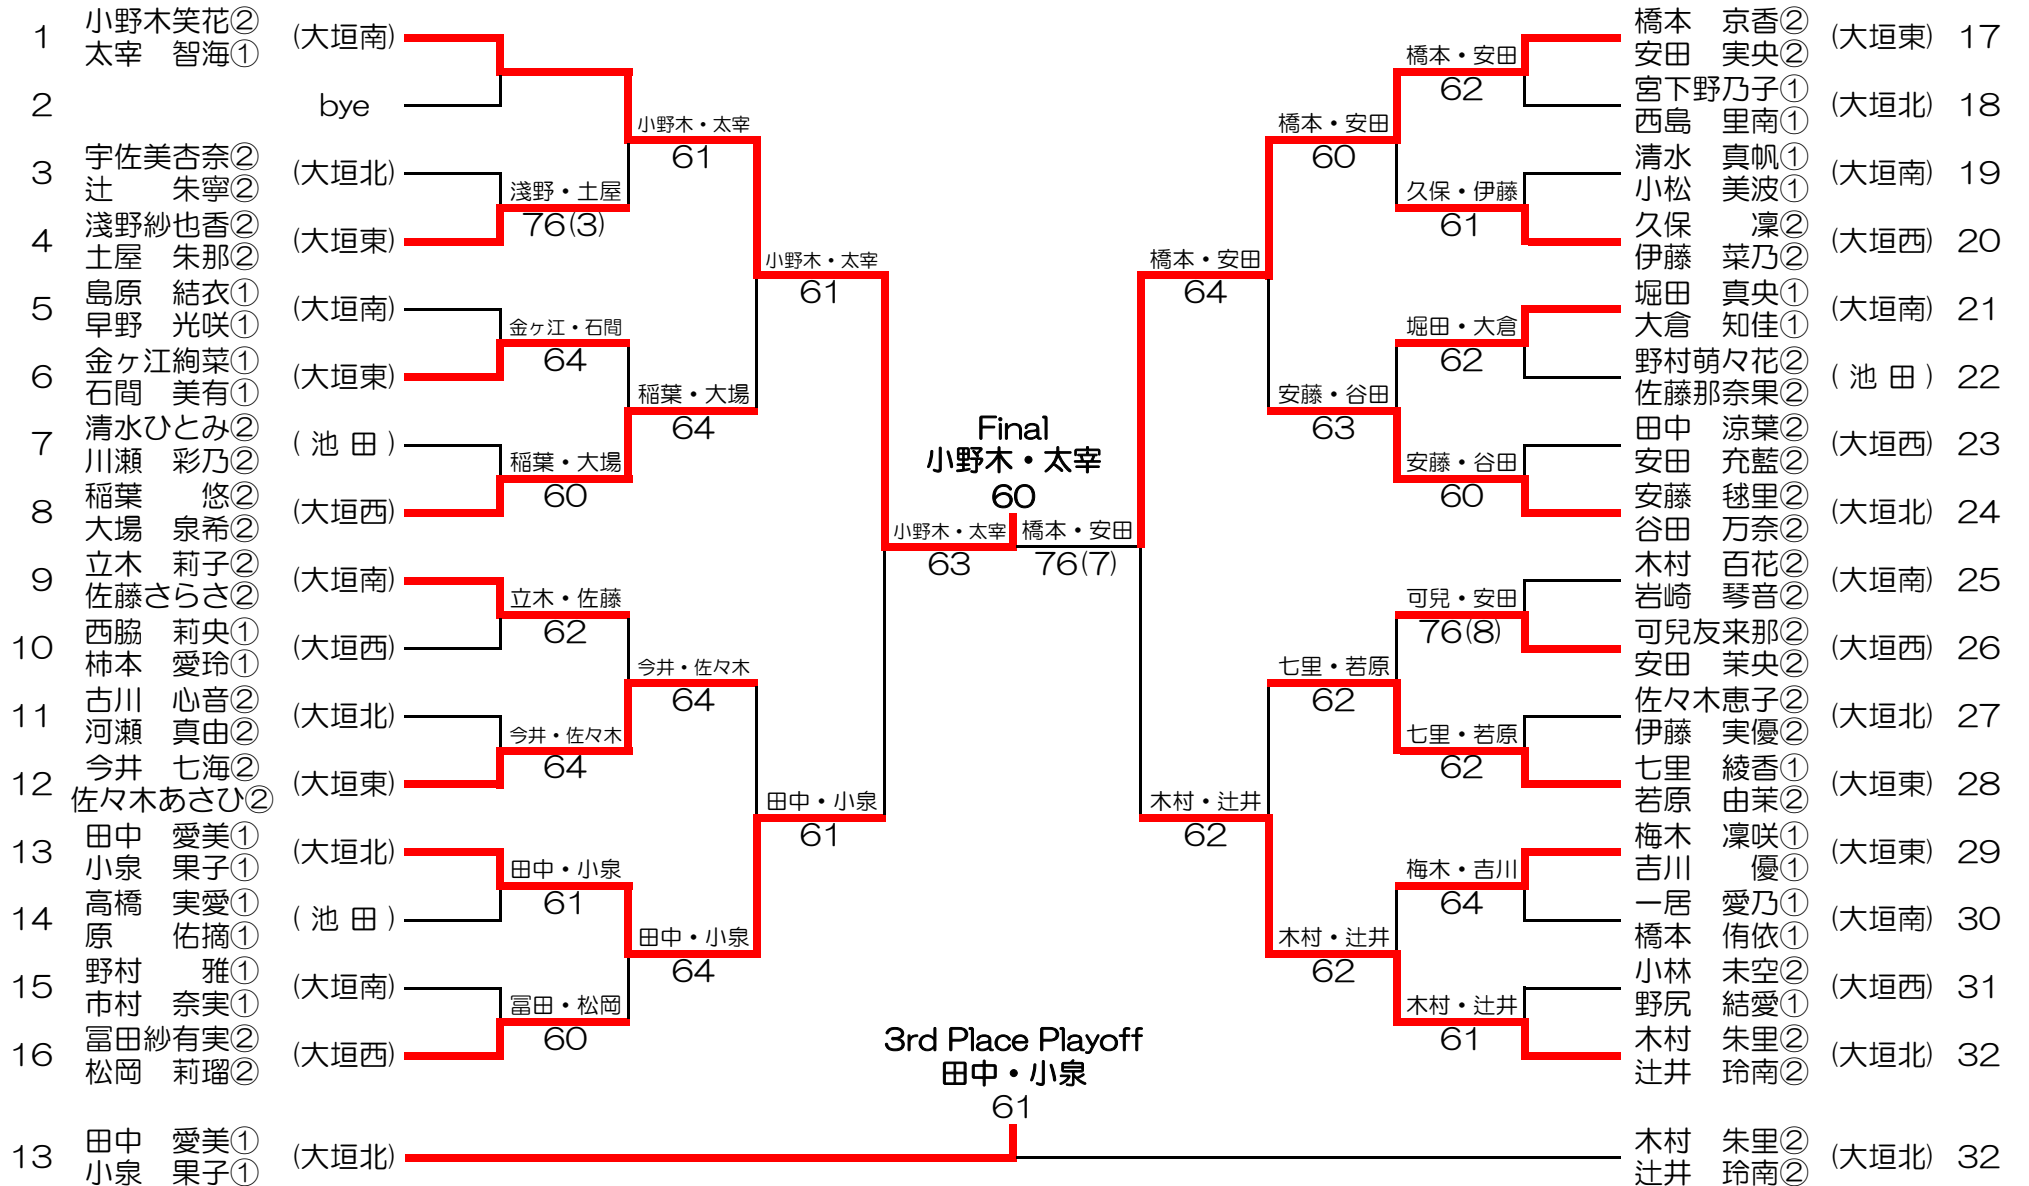 1 小野木笑花② 太宰　智海① (大垣南)
2 bye
3 宇佐美杏奈② 辻　　朱寧② (大垣北)
4 淺野紗也香② 土屋　朱那② (大垣東)
5 島原　結衣① 早野　光咲① (大垣南)
6 金ヶ江絢菜① 石間　美有① (大垣東)
7 清水ひとみ② 川瀬　彩乃② (池田)
8 稲葉　　悠② 大場　泉希② (大垣西)
9 立木　莉子② 佐藤さらさ② (大垣南)
10 西脇　莉央① 柿本　愛玲① (大垣西)
11 古川　心音② 河瀬　真由② (大垣北)
12 今井　七海② 佐々木あさひ② (大垣東)
13 田中　愛美① 小泉　果子① (大垣北)
14 高橋　実愛① 原　　佑摘① (池田)
15 野村　　雅① 市村　奈実① (大垣南)
16 冨田紗有実② 松岡　莉瑠② (大垣西)
淺野・土屋
76(3)
金ヶ江・石間
64
稲葉・大場
60
立木・佐藤
62
今井・佐々木
64
田中・小泉
61
冨田・松岡
60
小野木・太宰
61
稲葉・大場
64
今井・佐々木
64
田中・小泉
64
小野木・太宰
61
田中・小泉
61
小野木・太宰
63
Final
小野木・太宰
60
橋本・安田
76(7)
橋本・安田
64
木村・辻井
62
橋本・安田
60
安藤・谷田
63
七里・若原
62
木村・辻井
62
橋本・安田
62
久保・伊藤
61
堀田・大倉
62
安藤・谷田
60
可兒・安田
76(8)
七里・若原
62
梅木・吉川
64
木村・辻井
61
橋本　京香② 安田　実央② (大垣東) 17
宮下野乃子① 西島　里南① (大垣北) 18
清水　真帆① 小松　美波① (大垣南) 19
久保　　凜② 伊藤　菜乃② (大垣西) 20
堀田　真央① 大倉　知佳① (大垣南) 21
野村萌々花② 佐藤那奈果② (池田) 22
田中　涼葉② 安田　充藍② (大垣西) 23
安藤　毬里② 谷田　万奈② (大垣北) 24
木村　百花② 岩崎　琴音② (大垣南) 25
可兒友来那② 安田　茉央② (大垣西) 26
佐々木恵子② 伊藤　実優② (大垣北) 27
七里　綾香① 若原　由茉② (大垣東) 28
梅木　凜咲① 吉川　　優① (大垣東) 29
一居　愛乃① 橋本　侑依① (大垣南) 30
小林　未空② 野尻　結愛① (大垣西) 31
木村　朱里② 辻井　玲南② (大垣北) 32
3rd Place Playoff
田中・小泉
61
13 田中　愛美① 小泉　果子① (大垣北)
木村　朱里② 辻井　玲南② (大垣北) 32